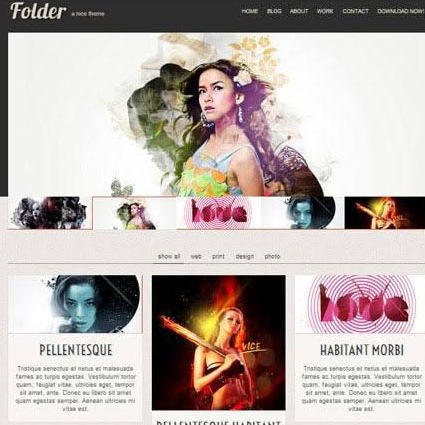 Folder a nice theme
HOME BLOG ABOUT WORK CONTACT DOWNLOAD NOW!
love
show all web print design photo
VICE
love
PELLENTESQUE
Tristique senectus et netus et malesuada
fames ac turpis egestas. Vestibulum tortor
quam, feugiat vitae, ultricies eget, tempor
sit amet, ante. Donec eu libero sit amet
quam egestas semper. Aenean ultricies mi
vitae est.
HABITANT MORBI
Tristique senectus et netus et malesuada
fames ac turpis egestas. Vestibulum tortor
quam, feugiat vitae, ultricies eget, tempor
sit amet, ante. Donec eu libero sit amet
quam egestas semper. Aenean ultricies mi
vitae est.
PELLENTESQUE HABITANT